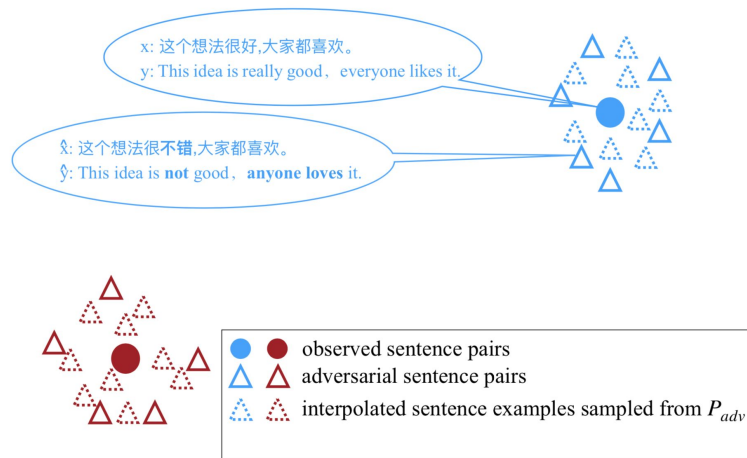 x: 这个想法很好,大家都喜欢。
y: This idea is really good, everyone likes it.
x̂: 这个想法很不错,大家都喜欢。
ŷ: This idea is not good, anyone loves it.
observed sentence pairs
adversarial sentence pairs
interpolated sentence examples sampled from P_adv